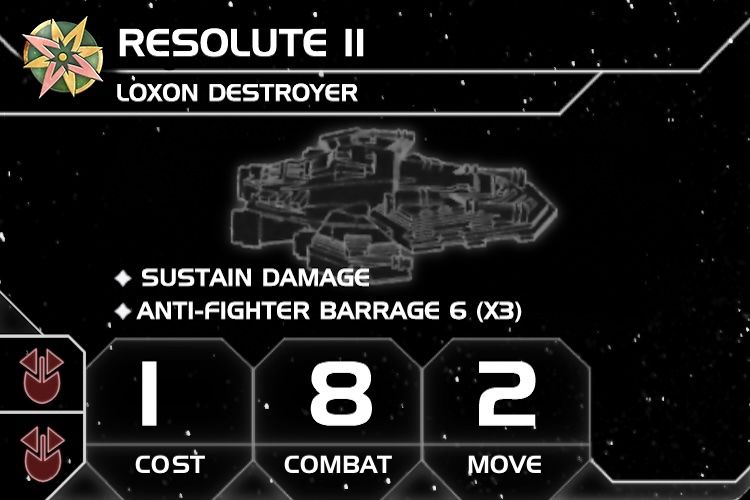 RESOLUTE II
LOXON DESTROYER
SUSTAIN DAMAGE
ANTI-FIGHTER BARRAGE 6 (X3)
1 8 2
COST COMBAT MOVE